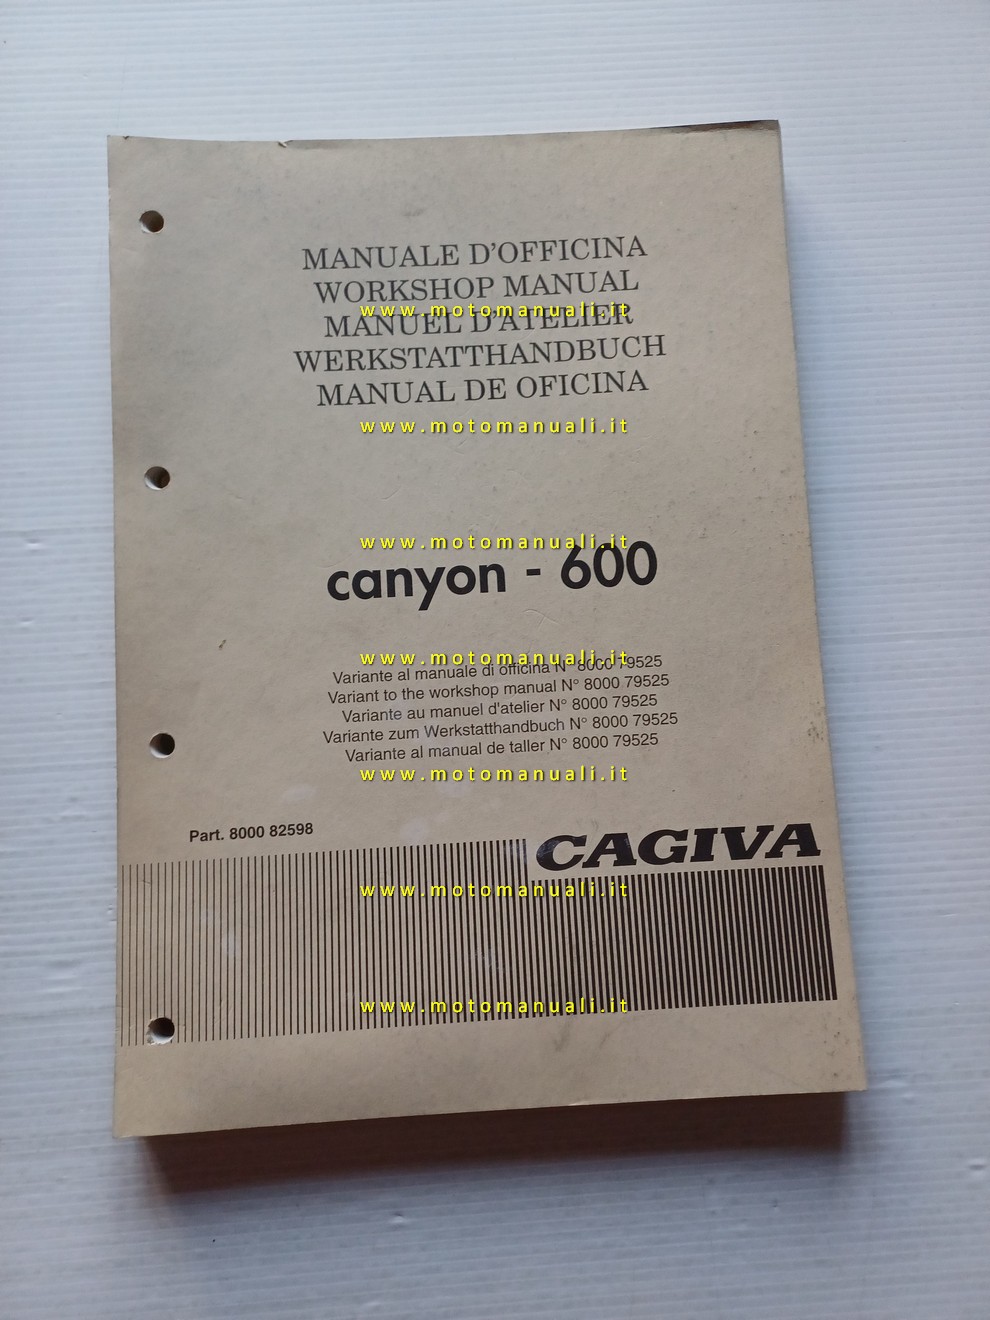 MANUALE D'OFFICINA
WORKSHOP MANUAL
www.motomanuali.it
MANUEL D'ATELIER
WERKSTATTHANDBUCH
MANUAL DE OFICINA
www.motomanuali.it
www.motomanuali.it
canyon - 600
www.motomanuali.it
Variante al manuale di officina N° 8000 79525
Variant to the workshop manual N° 8000 79525
Variante au manuel d'atelier N° 8000 79525
Variante zum Werkstatthandbuch N° 8000 79525
Variante al manual de taller N° 8000 79525
www.motomanuali.it
Part. 8000 82598
CAGIVA
www.motomanuali.it
www.motomanuali.it